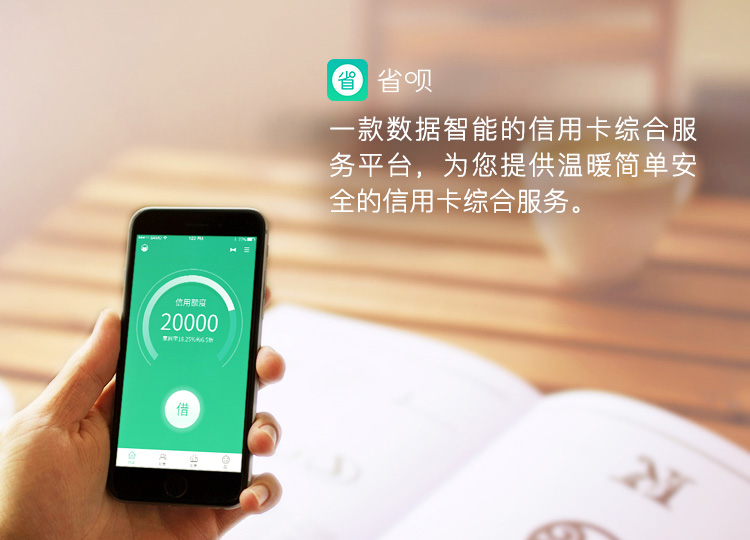 省
省呗
一款数据智能的信用卡综合服
务平台，为您提供温暖简单安
全的信用卡综合服务。
信用额度
20000
借